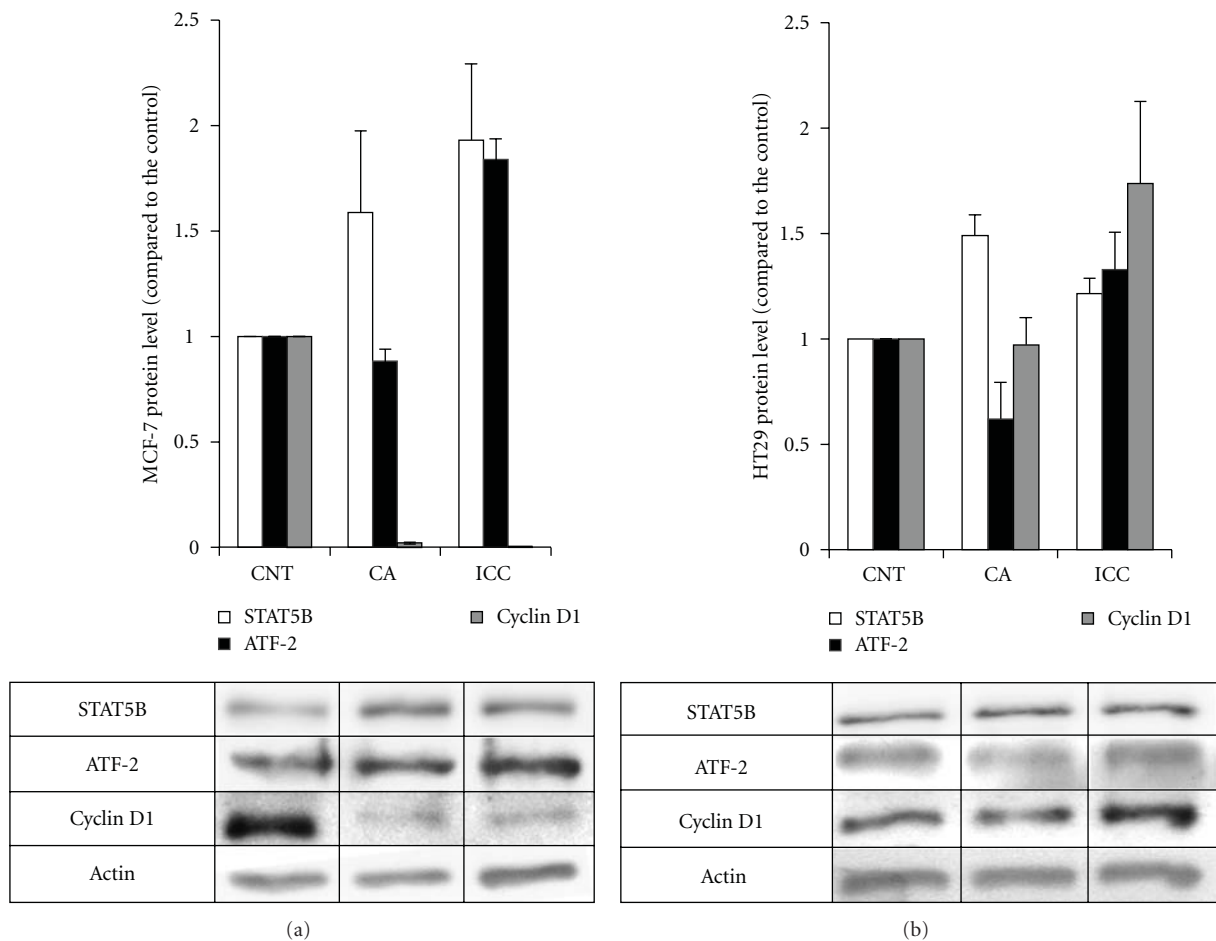 MCF-7 protein level (compared to the control)
2.5
2
1.5
1
0.5
0
CNT CA ICC
STAT5B Cyclin D1
ATF-2
STAT5B
ATF-2
Cyclin D1
Actin
(a)
HT29 protein level (compared to the control)
2.5
2
1.5
1
0.5
0
CNT CA ICC
STAT5B Cyclin D1
ATF-2
STAT5B
ATF-2
Cyclin D1
Actin
(b)